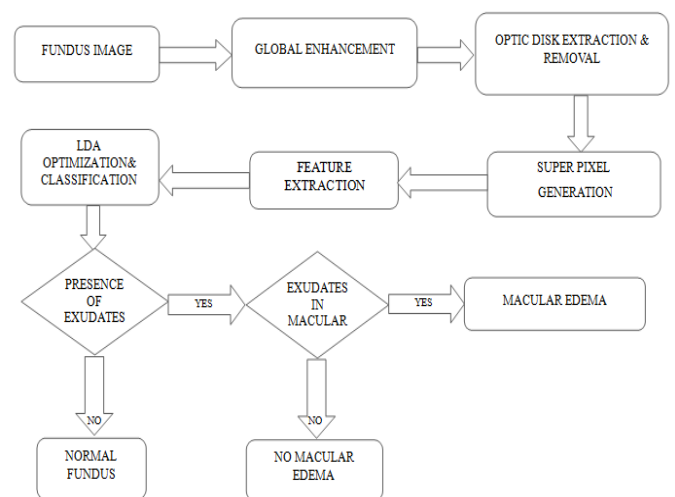 FUNDUS IMAGE
GLOBAL ENHANCEMENT
OPTIC DISK EXTRACTION &
REMOVAL
SUPER PIXEL
GENERATION
FEATURE
EXTRACTION
LDA
OPTIMIZATION&
CLASSIFICATION
PRESENCE
OF
EXUDATES
YES
EXUDATES
IN
MACULAR
YES
MACULAR EDEMA
NO
NO
NORMAL
FUNDUS
NO MACULAR
EDEMA